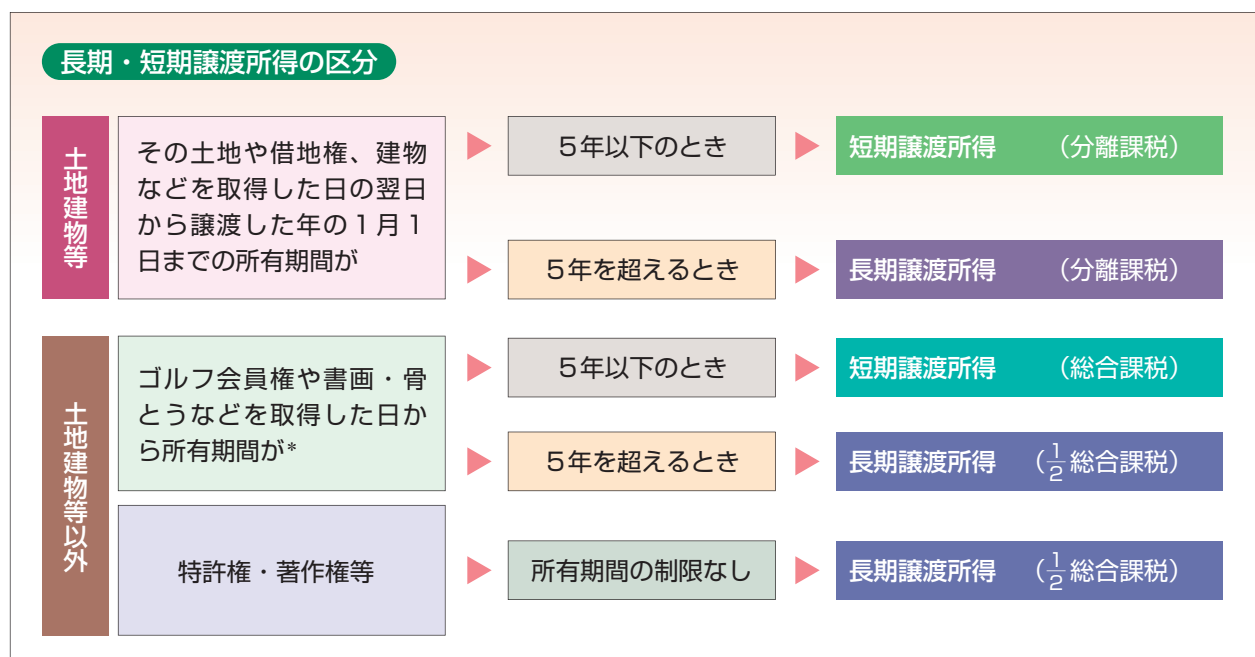 長期・短期譲渡所得の区分
土地建物等
その土地や借地権、建物
などを取得した日の翌日
から譲渡した年の１月１
日までの所有期間が
５年以下のとき
短期譲渡所得 （分離課税）
５年を超えるとき
長期譲渡所得 （分離課税）
土地建物等以外
ゴルフ会員権や書画・骨
とうなどを取得した日か
ら所有期間が*
５年以下のとき
短期譲渡所得 （総合課税）
５年を超えるとき
長期譲渡所得 （1/2総合課税）
特許権・著作権等
所有期間の制限なし
長期譲渡所得 （1/2総合課税）